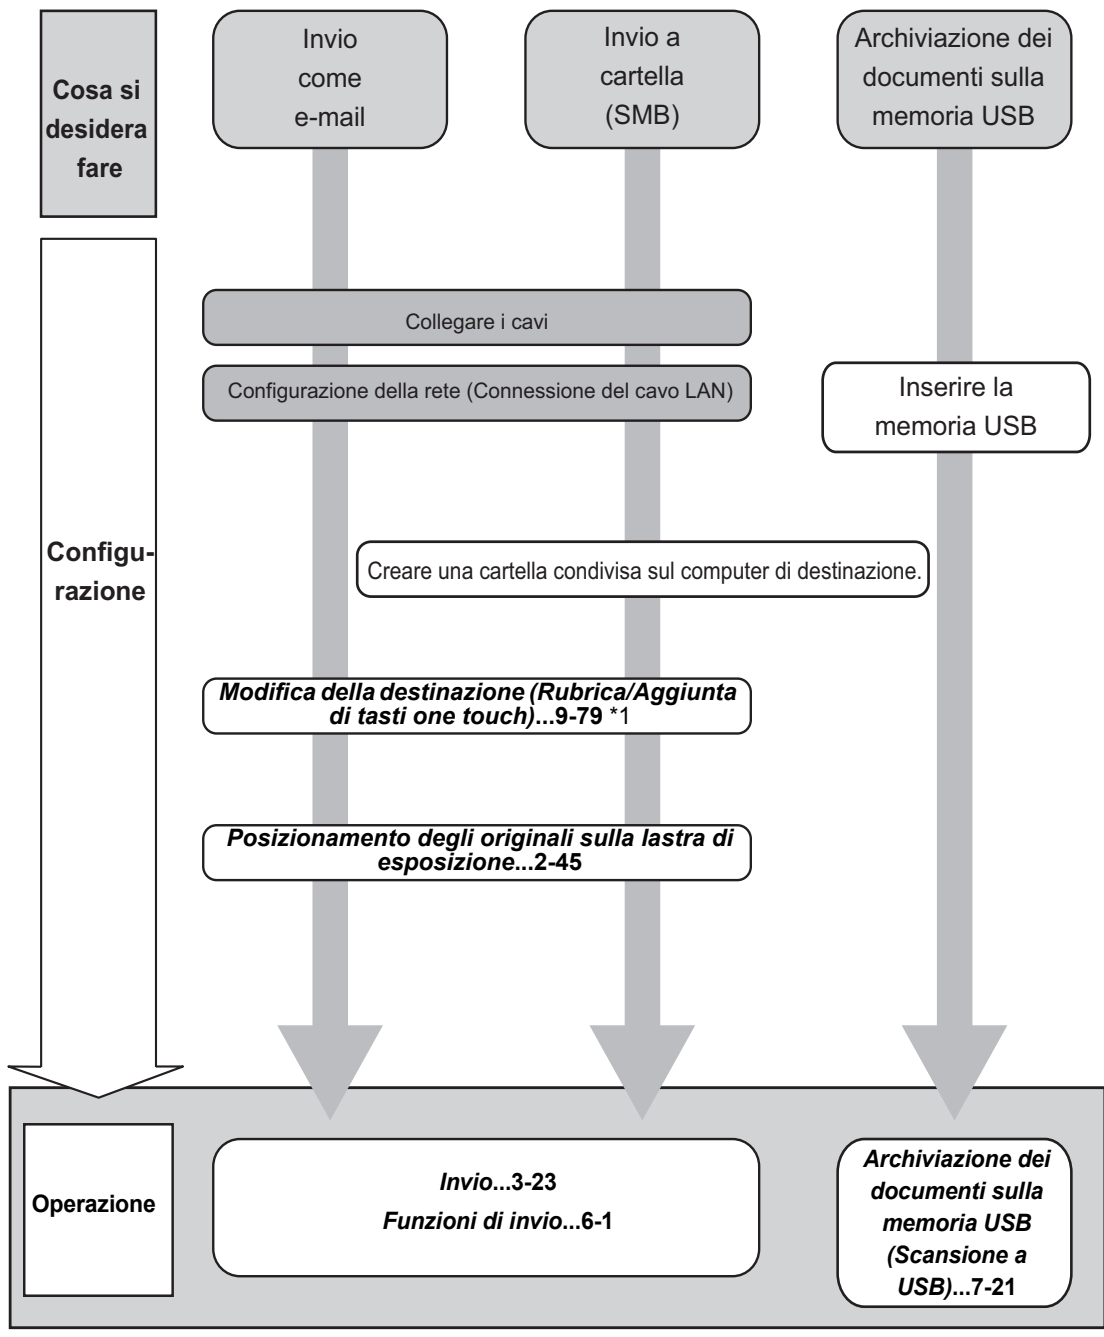 Cosa si
desidera
fare
Invio
come
e-mail
Invio a
cartella
(SMB)
Archiviazione dei
documenti sulla
memoria USB
Collegare i cavi
Configurazione della rete (Connessione del cavo LAN)
Inserire la
memoria USB
Configu-
razione
Creare una cartella condivisa sul computer di destinazione.
Modifica della destinazione (Rubrica/Aggiunta
di tasti one touch)...9-79 *1
Posizionamento degli originali sulla lastra di
esposizione...2-45
Operazione
Invio...3-23
Funzioni di invio...6-1
Archiviazione dei
documenti sulla
memoria USB
(Scansione a
USB)...7-21